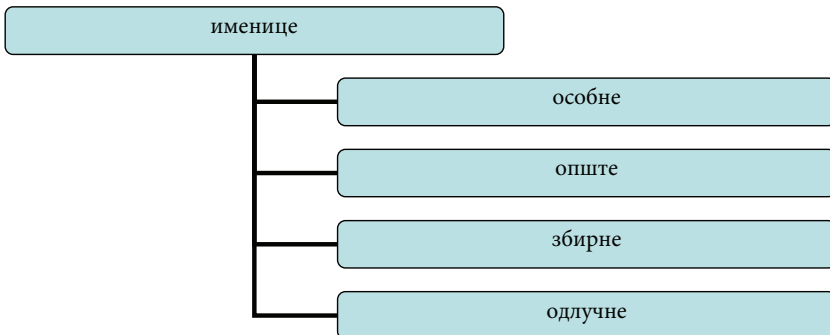 именице
особне
опште
збирне
одлучне